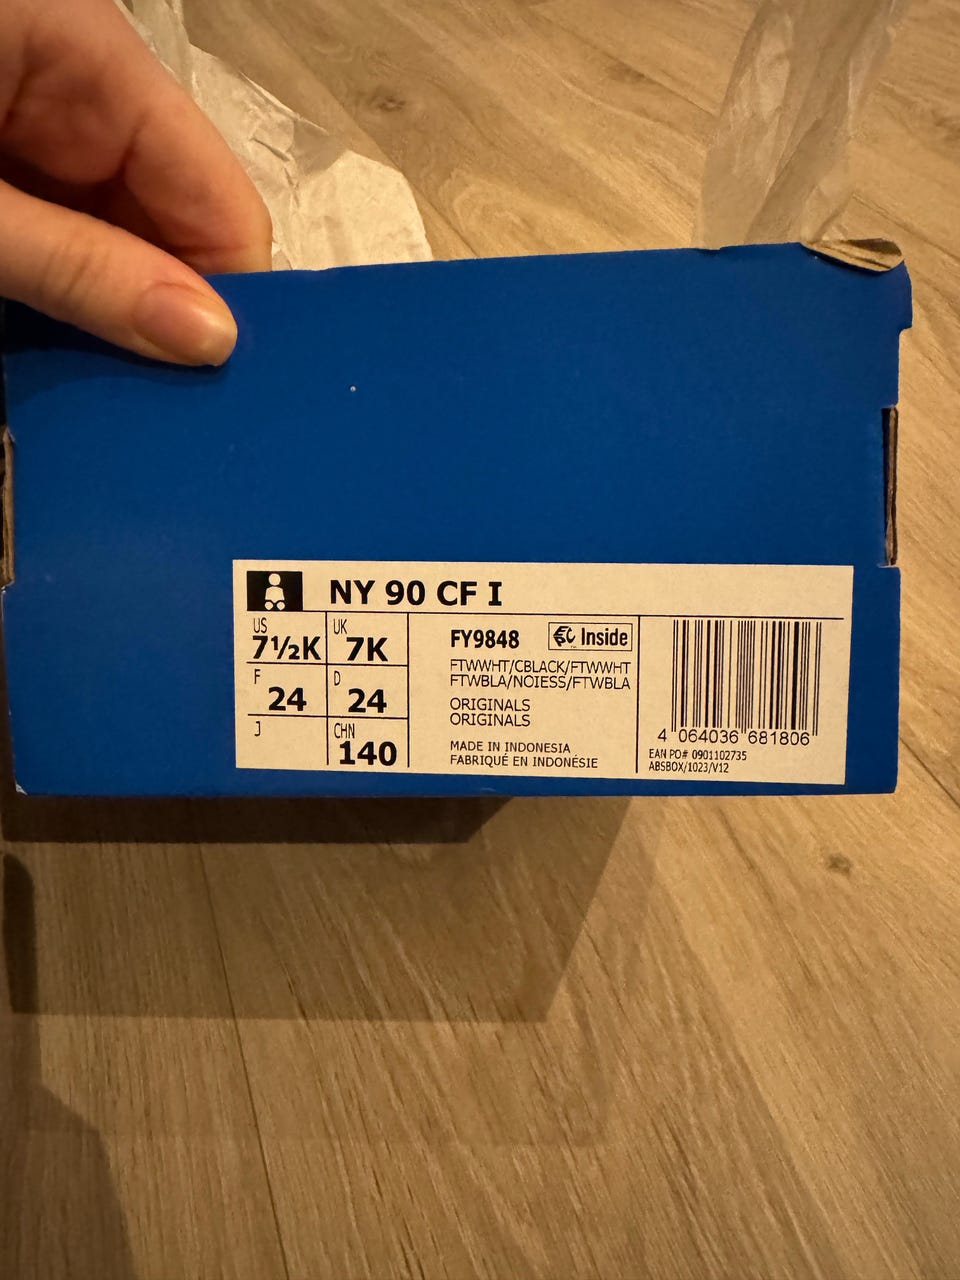 NY 90 CF I
US
7½K
UK
7K
F
24
D
24
J
CHN
140
FY9848
Inside
FTWWHT/CBLACK/FTWWHT
FTWBLA/NOIESS/FTWBLA
ORIGINALS
ORIGINALS
MADE IN INDONESIA
FABRIQUÉ EN INDONÉSIE
4 064036 681806
EAN PO# 0901102735
ABSBOX/1023/V12